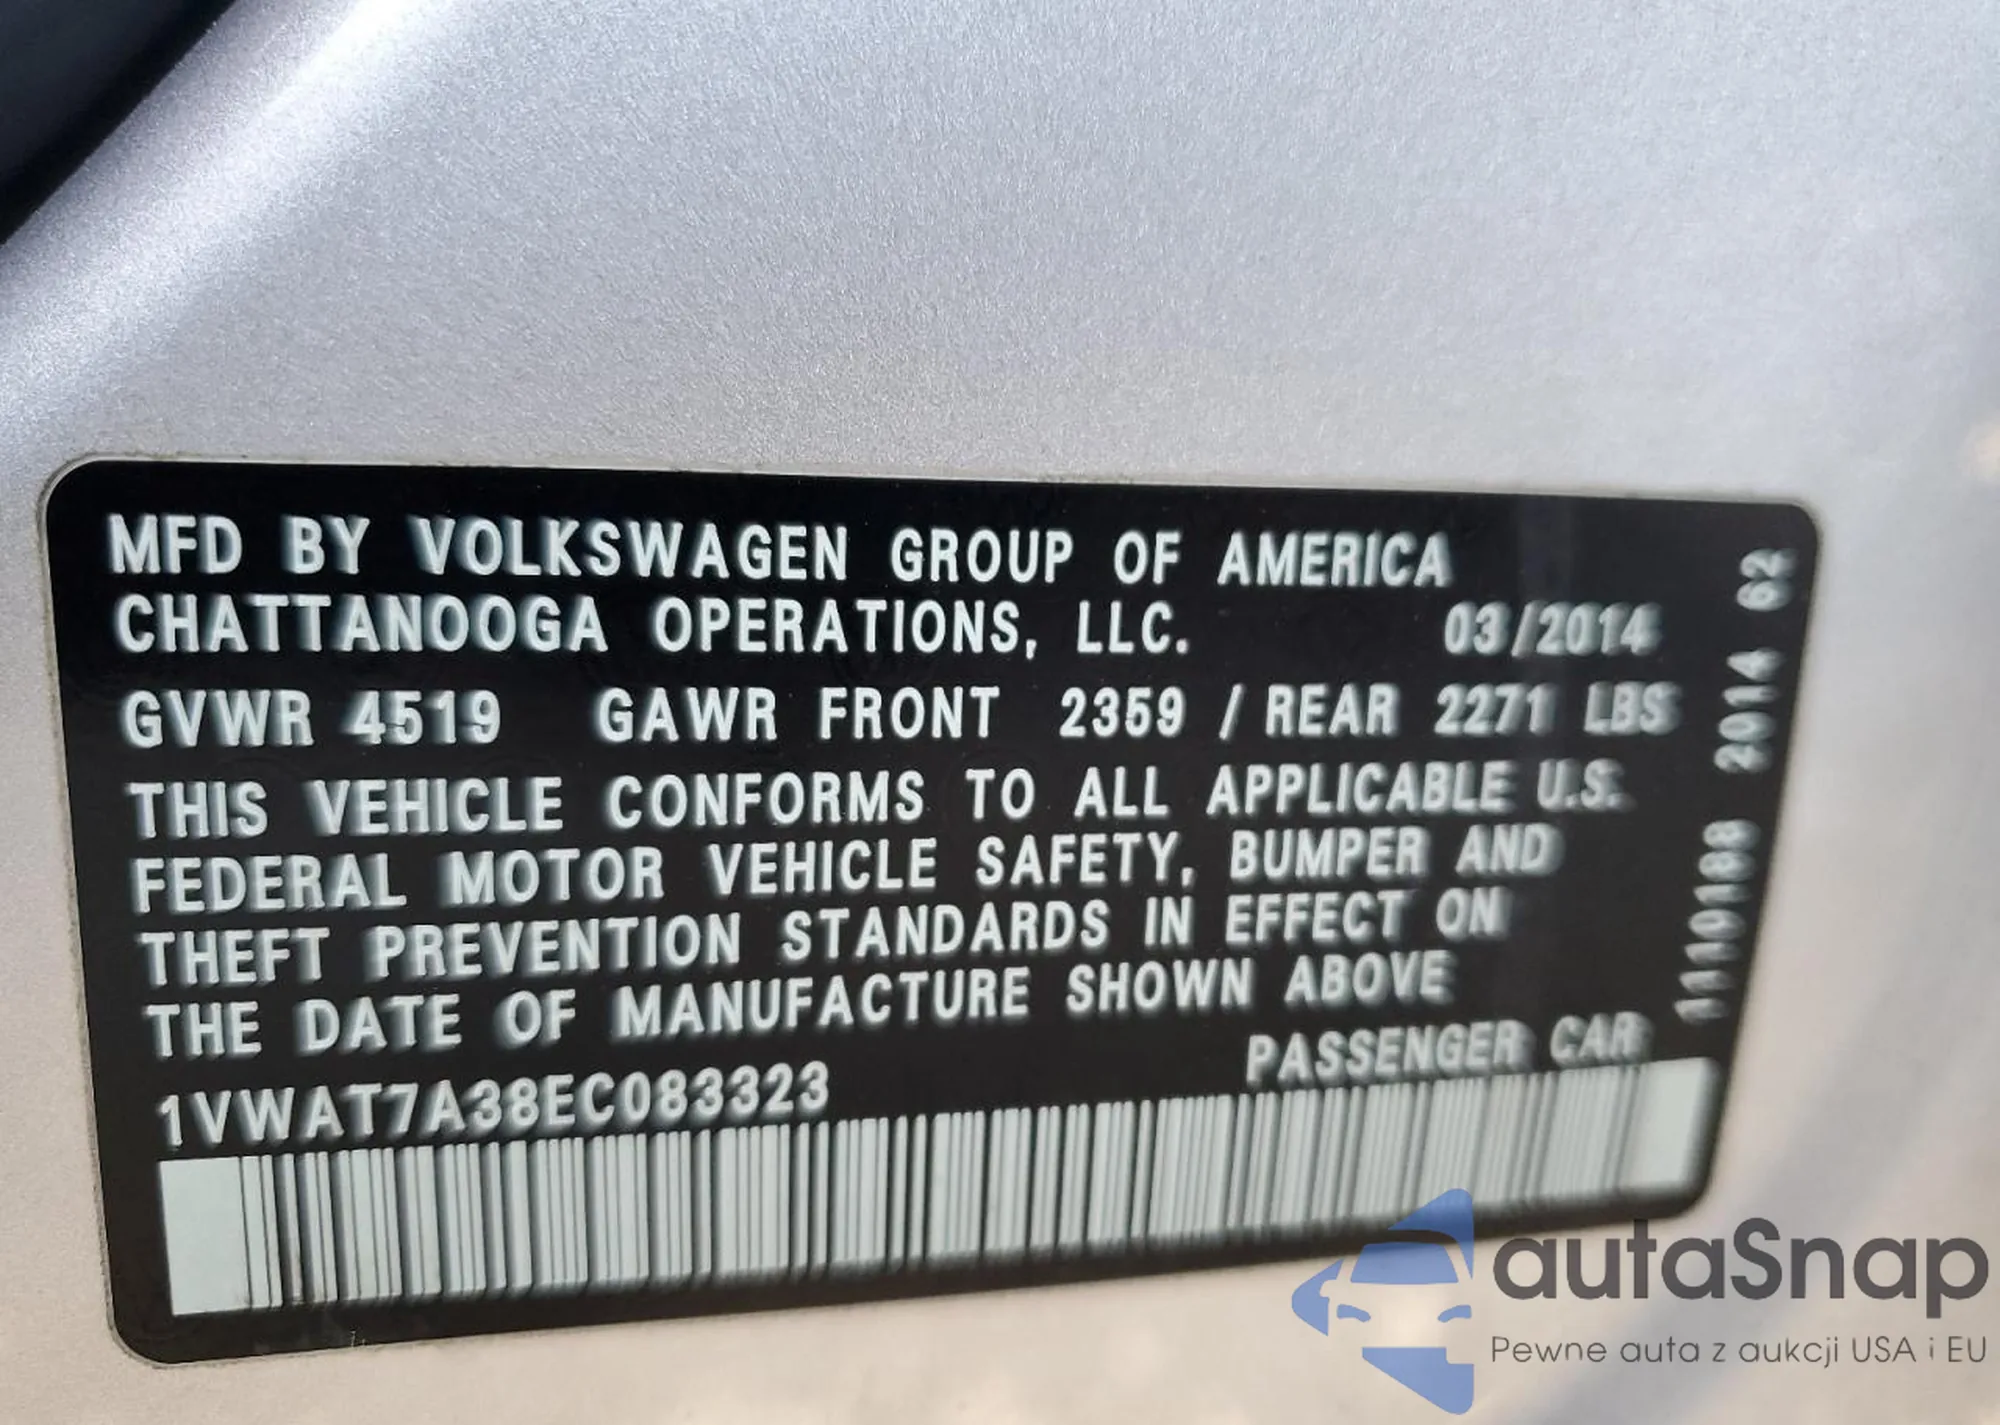 MFD BY VOLKSWAGEN GROUP OF AMERICA
CHATTANOOGA OPERATIONS, LLC. 03/2014
GVWR 4519 GAWR FRONT 2359 / REAR 2271 LBS
THIS VEHICLE CONFORMS TO ALL APPLICABLE U.S.
FEDERAL MOTOR VEHICLE SAFETY, BUMPER AND
THEFT PREVENTION STANDARDS IN EFFECT ON
THE DATE OF MANUFACTURE SHOWN ABOVE
PASSENGER CAR
1VWAT7A38EC083323
1119188 2014 62
autaSnap
Pewne auta z aukcji USA i EU